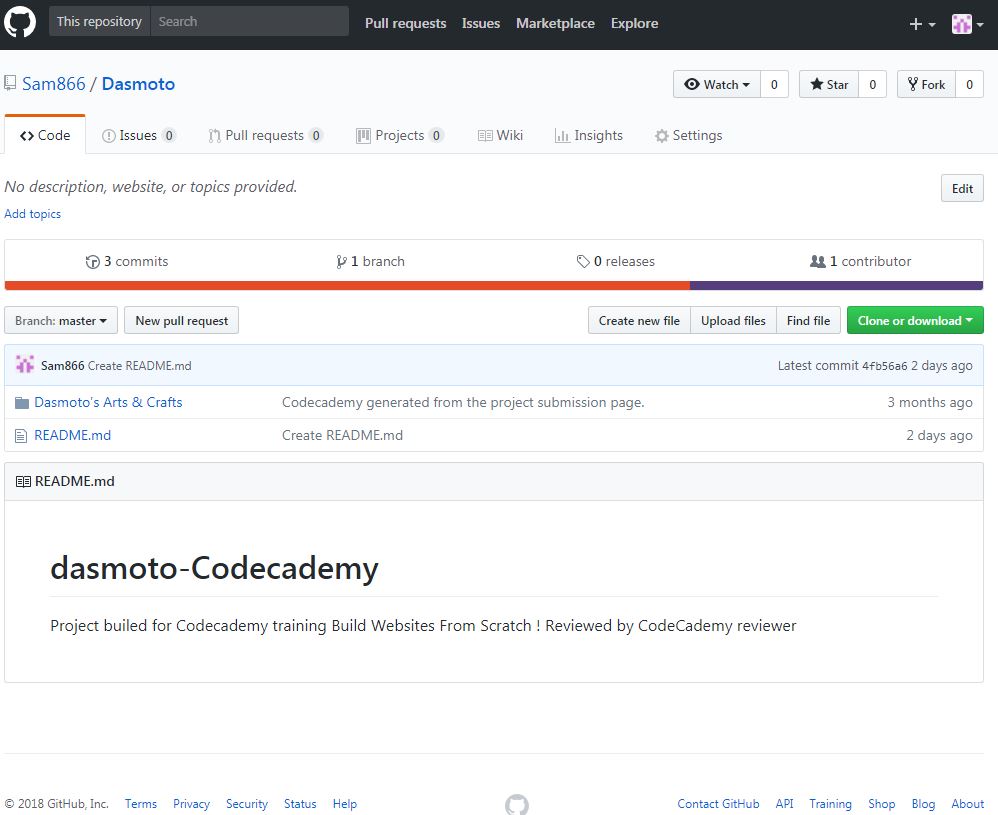 This repository Search Pull requests Issues Marketplace Explore
Sam866 / Dasmoto Watch 0 Star 0 Fork 0
Code Issues 0 Pull requests 0 Projects 0 Wiki Insights Settings
No description, website, or topics provided. Edit
Add topics
3 commits 1 branch 0 releases 1 contributor
Branch: master New pull request Create new file Upload files Find file Clone or download
Sam866 Create README.md Latest commit 4fb56a6 2 days ago
Dasmoto's Arts & Crafts Codecademy generated from the project submission page. 3 months ago
README.md Create README.md 2 days ago
README.md
dasmoto-Codecademy
Project builed for Codecademy training Build Websites From Scratch ! Reviewed by CodeCademy reviewer
© 2018 GitHub, Inc. Terms Privacy Security Status Help Contact GitHub API Training Shop Blog About